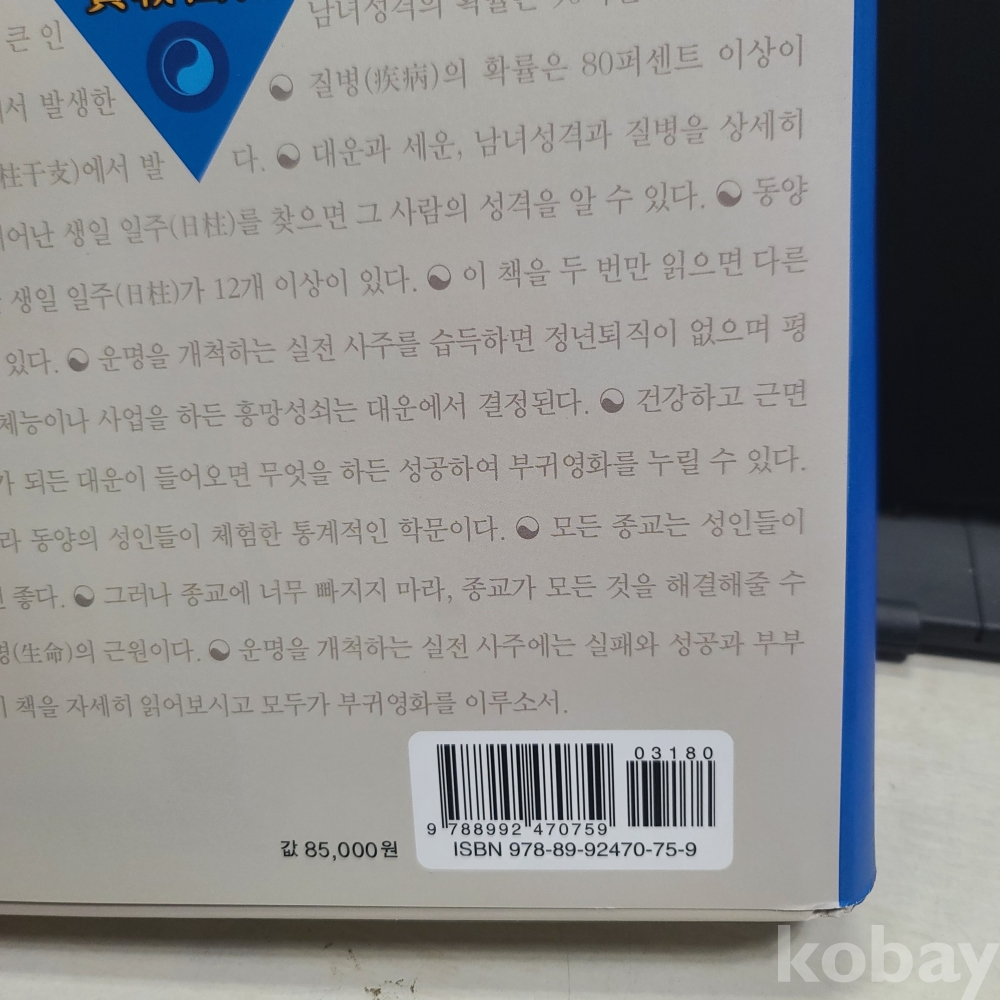 큰 인
남녀성격의 확률은
서 발생한
질병(疾病)의 확률은 80퍼센트 이상이
柱干支)에서 발
다. 대운과 세운, 남녀성격과 질병을 상세히
어난 생일 일주(日柱)를 찾으면 그 사람의 성격을 알 수 있다. 동양
생일 일주(日柱)가 12개 이상이 있다. 이 책을 두 번만 읽으면 다른
있다. 운명을 개척하는 실전 사주를 습득하면 정년퇴직이 없으며 평
체능이나 사업을 하든 흥망성쇠는 대운에서 결정된다. 건강하고 근면
가 되든 대운이 들어오면 무엇을 하든 성공하여 부귀영화를 누릴 수 있다.
라 동양의 성인들이 체험한 통계적인 학문이다. 모든 종교는 성인들이
좋다. 그러나 종교에 너무 빠지지 마라, 종교가 모든 것을 해결해줄 수
명(生命)의 근원이다. 운명을 개척하는 실전 사주에는 실패와 성공과 부부
책을 자세히 읽어보시고 모두가 부귀영화를 이루소서.
03180
9 788992 470759
값 85,000원
ISBN 978-89-92470-75-9
kobay